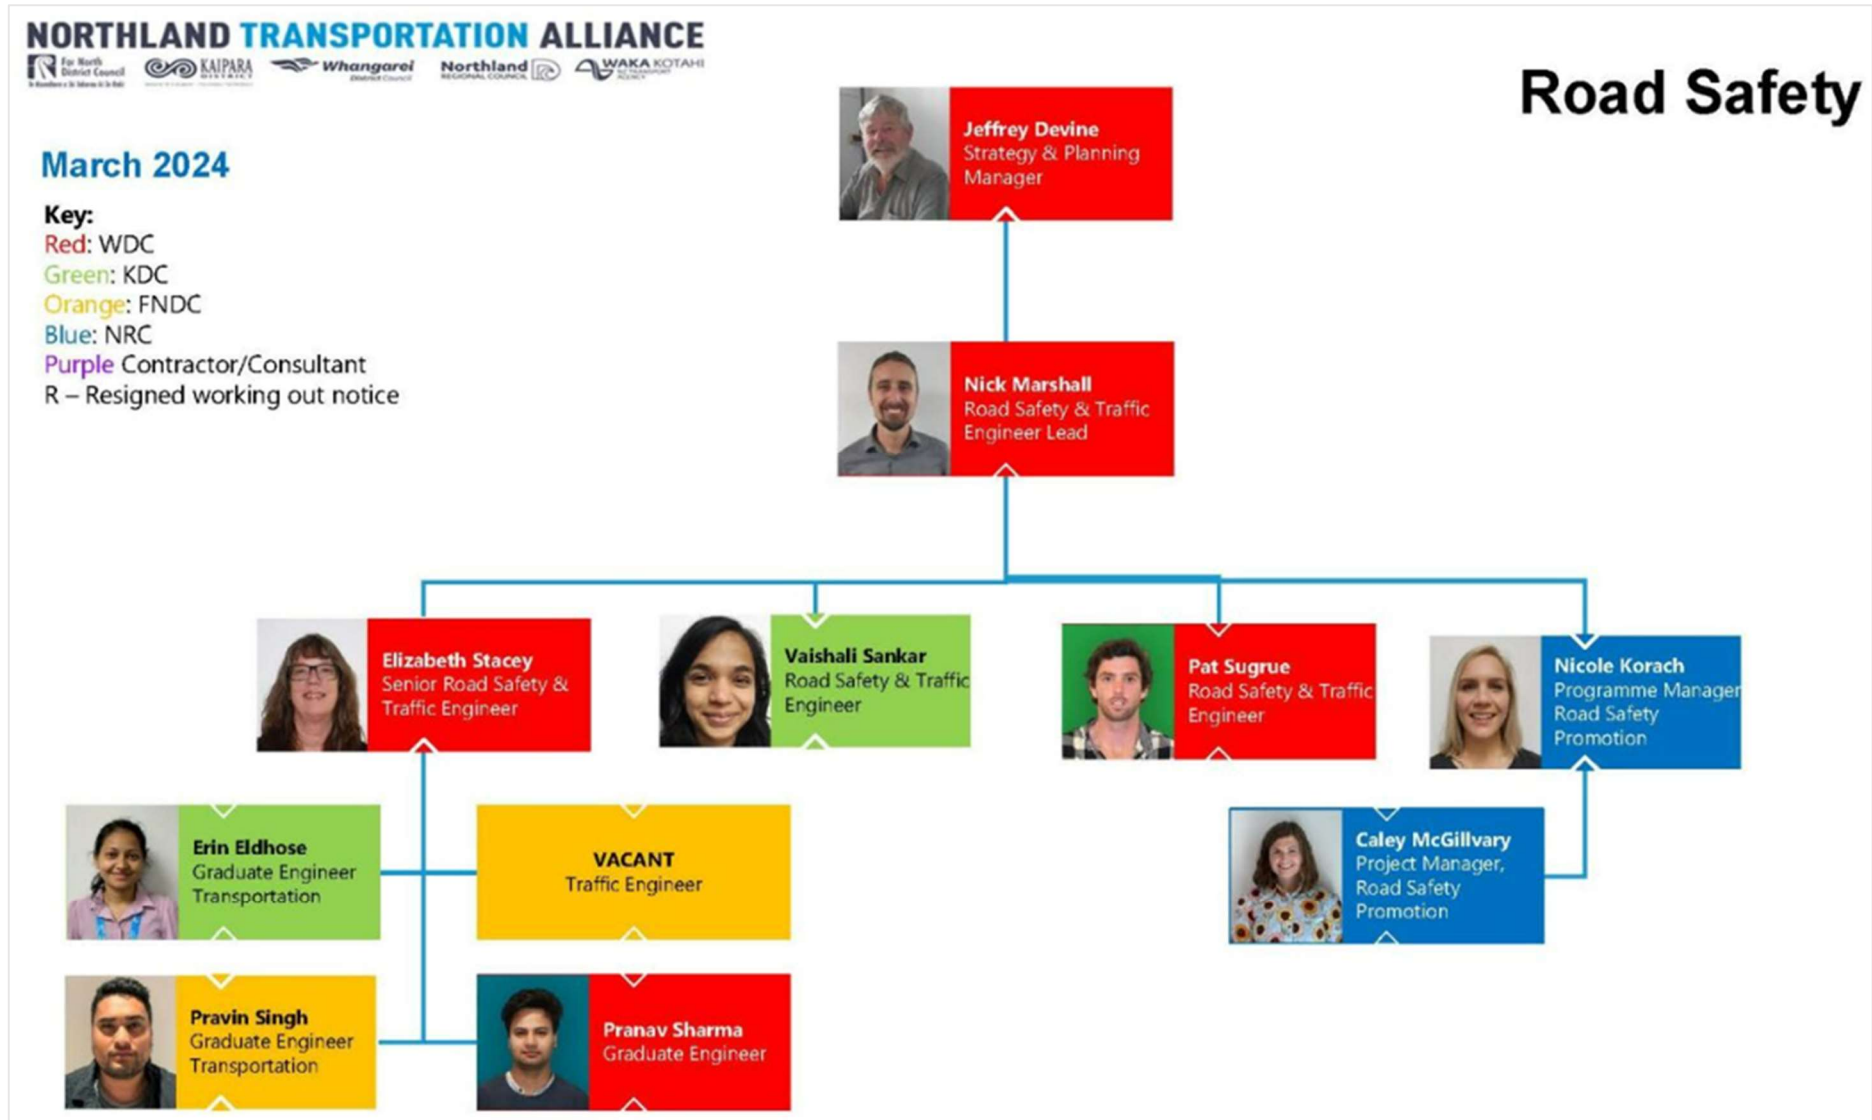 NORTHLAND TRANSPORTATION ALLIANCE
Far North
District Council
KAIPARA
DISTRICT
Whangarei
District Council
Northland
REGIONAL COUNCIL
WAKA KOTAHI
NZ TRANSPORT
AGENCY
Road Safety
March 2024
Key:
Red: WDC
Green: KDC
Orange: FNDC
Blue: NRC
Purple Contractor/Consultant
R – Resigned working out notice
Jeffrey Devine
Strategy & Planning
Manager
Nick Marshall
Road Safety & Traffic
Engineer Lead
Elizabeth Stacey
Senior Road Safety &
Traffic Engineer
Vaishali Sankar
Road Safety & Traffic
Engineer
Pat Sugrue
Road Safety & Traffic
Engineer
Nicole Korach
Programme Manager
Road Safety
Promotion
Erin Eldhose
Graduate Engineer
Transportation
VACANT
Traffic Engineer
Caley McGillvary
Project Manager,
Road Safety
Promotion
Pravin Singh
Graduate Engineer
Transportation
Pranav Sharma
Graduate Engineer